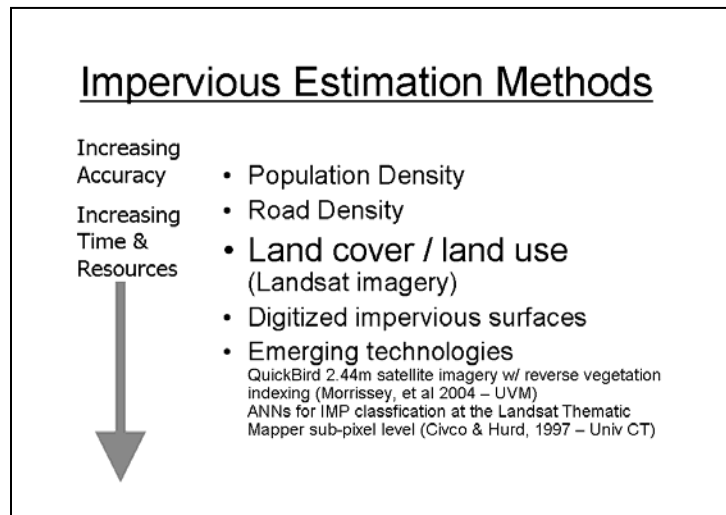 Impervious Estimation Methods
Increasing
Accuracy
Increasing
Time &
Resources
• Population Density
• Road Density
• Land cover / land use
(Landsat imagery)
• Digitized impervious surfaces
• Emerging technologies
QuickBird 2.44m satellite imagery w/ reverse vegetation
indexing (Morrissey, et al 2004 – UVM)
ANNs for IMP classfication at the Landsat Thematic
Mapper sub-pixel level (Civco & Hurd, 1997 – Univ CT)